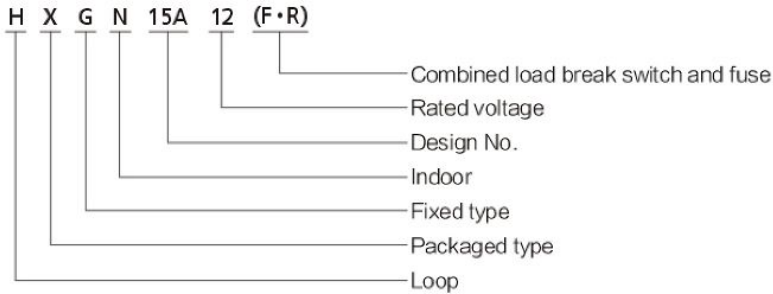 H X G N 15A 12 (F·R)
Combined load break switch and fuse
Rated voltage
Design No.
Indoor
Fixed type
Packaged type
Loop